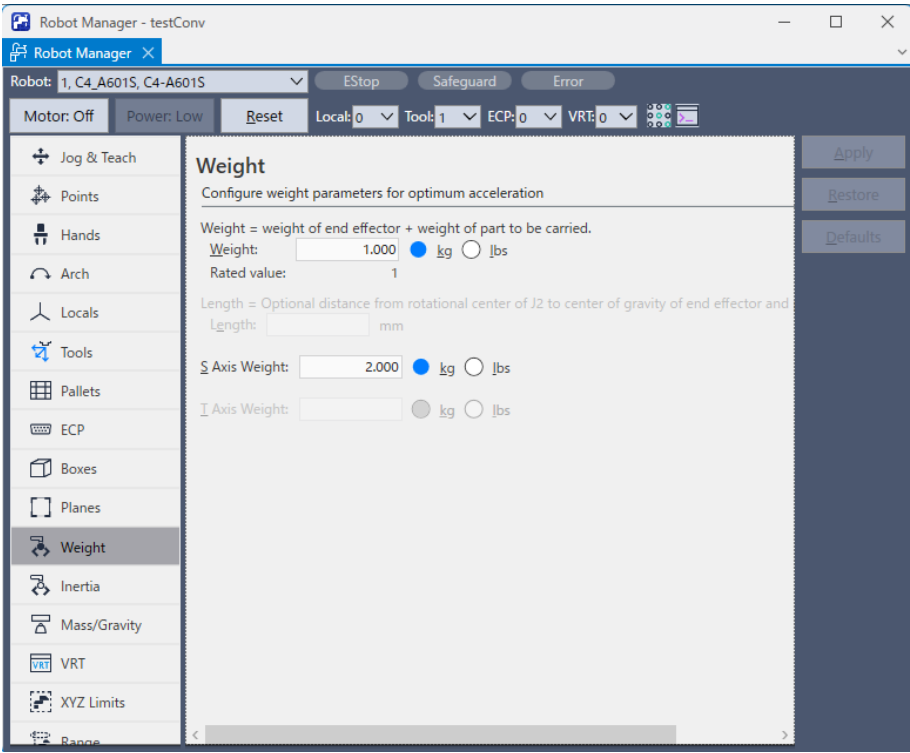 Robot Manager - testConv
Robot Manager
Robot: 1, C4_A601S, C4-A601S EStop Safeguard Error
Motor: Off Power: Low Reset Local: 0 Tool: 1 ECP: 0 VRT: 0
Jog & Teach
Points
Hands
Arch
Locals
Tools
Pallets
ECP
Boxes
Planes
Weight
Inertia
Mass/Gravity
VRT VRT
XYZ Limits
Range
Weight
Configure weight parameters for optimum acceleration
Weight = weight of end effector + weight of part to be carried.
Weight: 1.000 kg lbs
Rated value: 1
Length = Optional distance from rotational center of J2 to center of gravity of end effector and
Length: mm
S Axis Weight: 2.000 kg lbs
T Axis Weight: kg lbs
Apply
Restore
Defaults